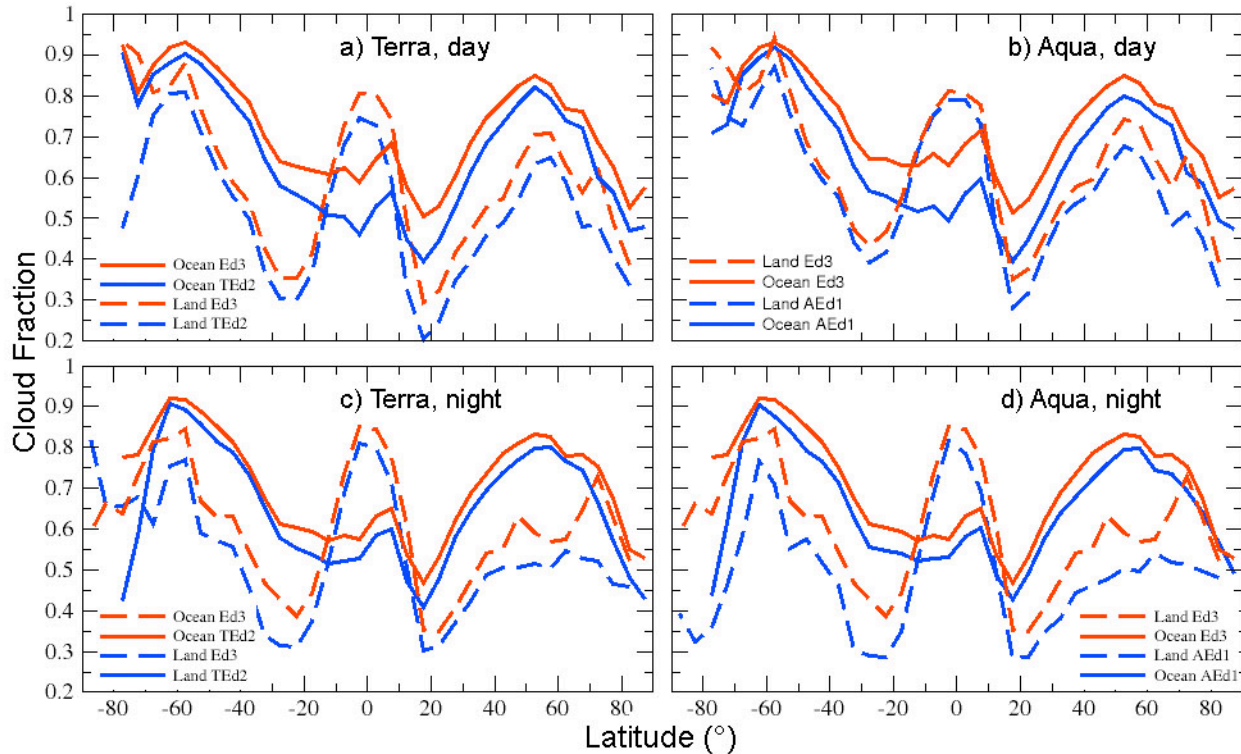 Cloud Fraction
1
0.9
0.8
0.7
0.6
0.5
0.4
0.3
0.2
a) Terra, day
Ocean Ed3
Ocean TEd2
Land Ed3
Land TEd2
b) Aqua, day
Land Ed3
Ocean Ed3
Land AEd1
Ocean AEd1
1
0.9
0.8
0.7
0.6
0.5
0.4
0.3
0.2
c) Terra, night
Ocean Ed3
Ocean TEd2
Land Ed3
Land TEd2
d) Aqua, night
Land Ed3
Ocean Ed3
Land AEd1
Ocean AEd1
-80 -60 -40 -20 0 20 40 60 80 -80 -60 -40 -20 0 20 40 60 80
Latitude (°)